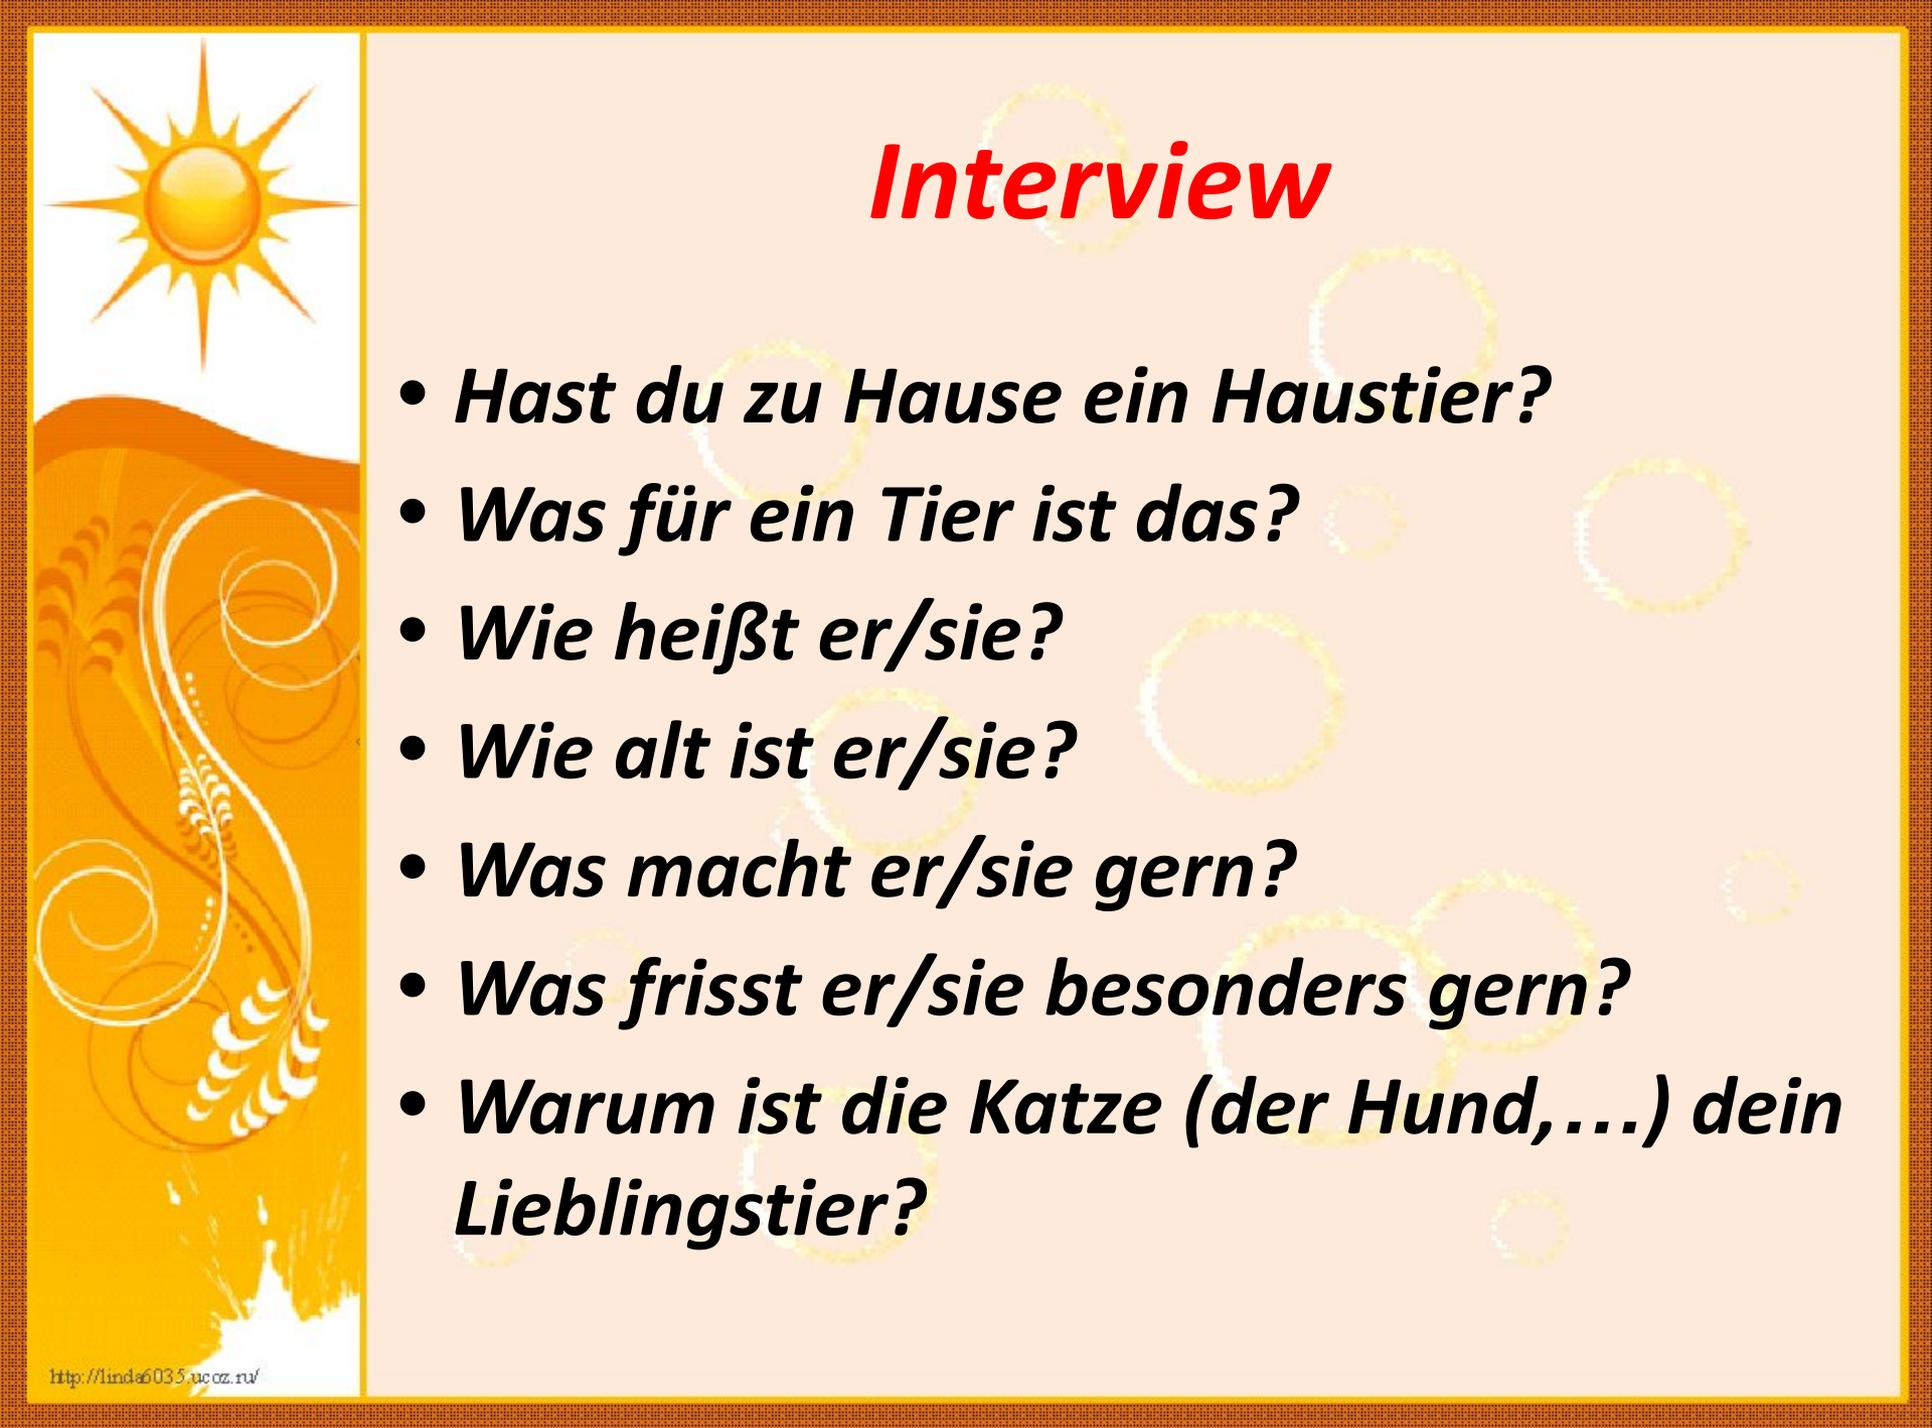 Interview
• Hast du zu Hause ein Haustier?
• Was für ein Tier ist das?
• Wie heißt er/sie?
• Wie alt ist er/sie?
• Was macht er/sie gern?
• Was frisst er/sie besonders gern?
• Warum ist die Katze (der Hund,…) dein
Lieblingstier?
http://linda6035.ucoz.ru/